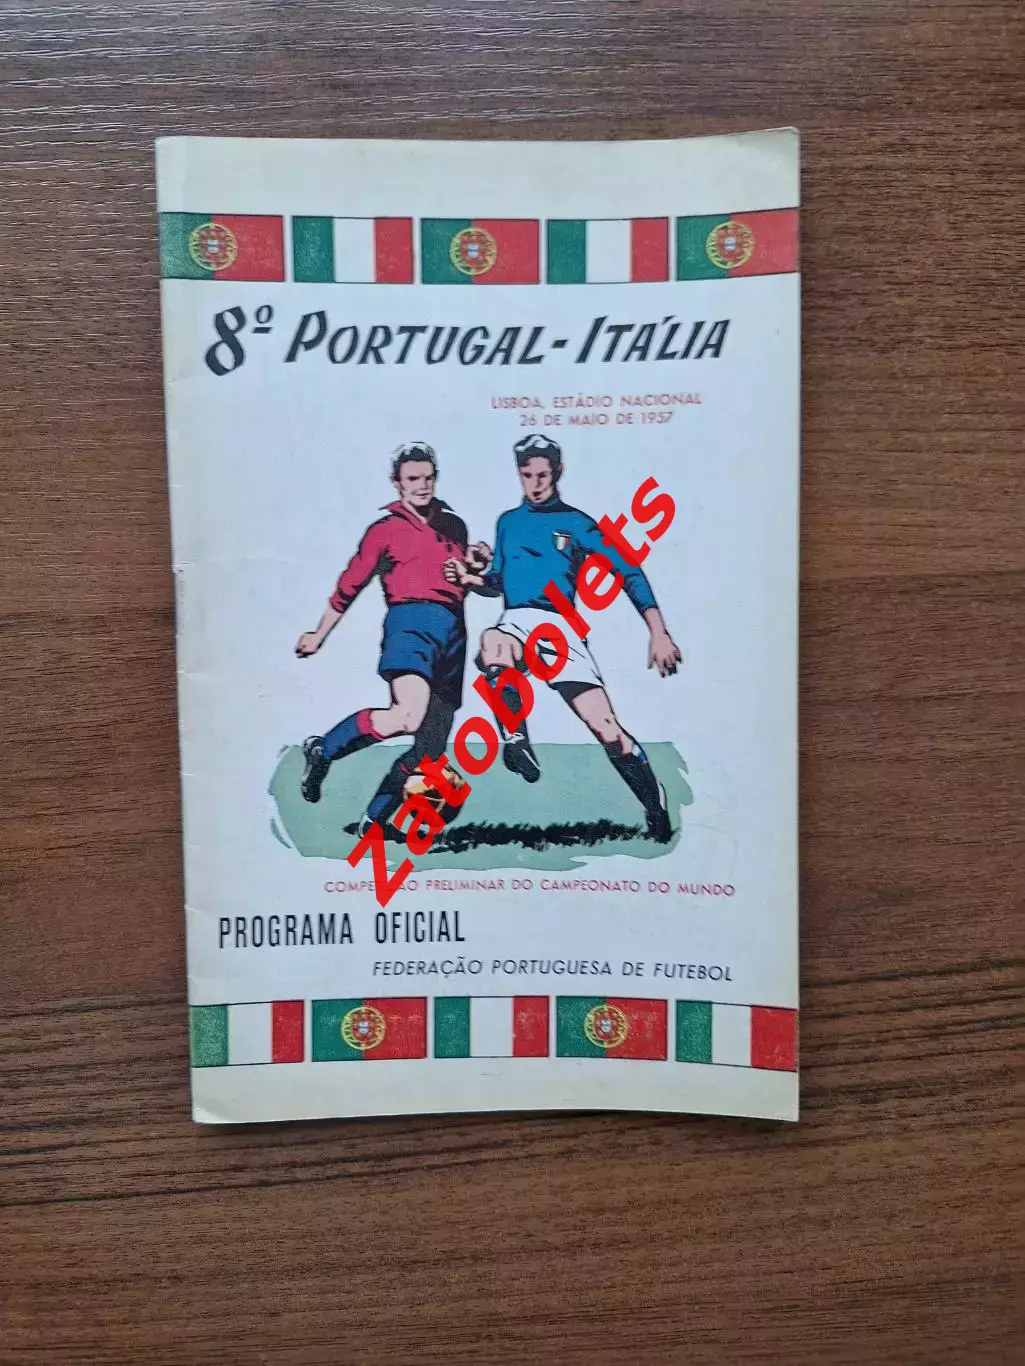 8º PORTUGAL-ITÁLIA
LISBOA, ESTÁDIO NACIONAL
26 DE MAIO DE 1957
Zatobolets
COMPETIÇÃO PRELIMINAR DO CAMPEONATO DO MUNDO
PROGRAMA OFICIAL
FEDERAÇÃO PORTUGUESA DE FUTEBOL